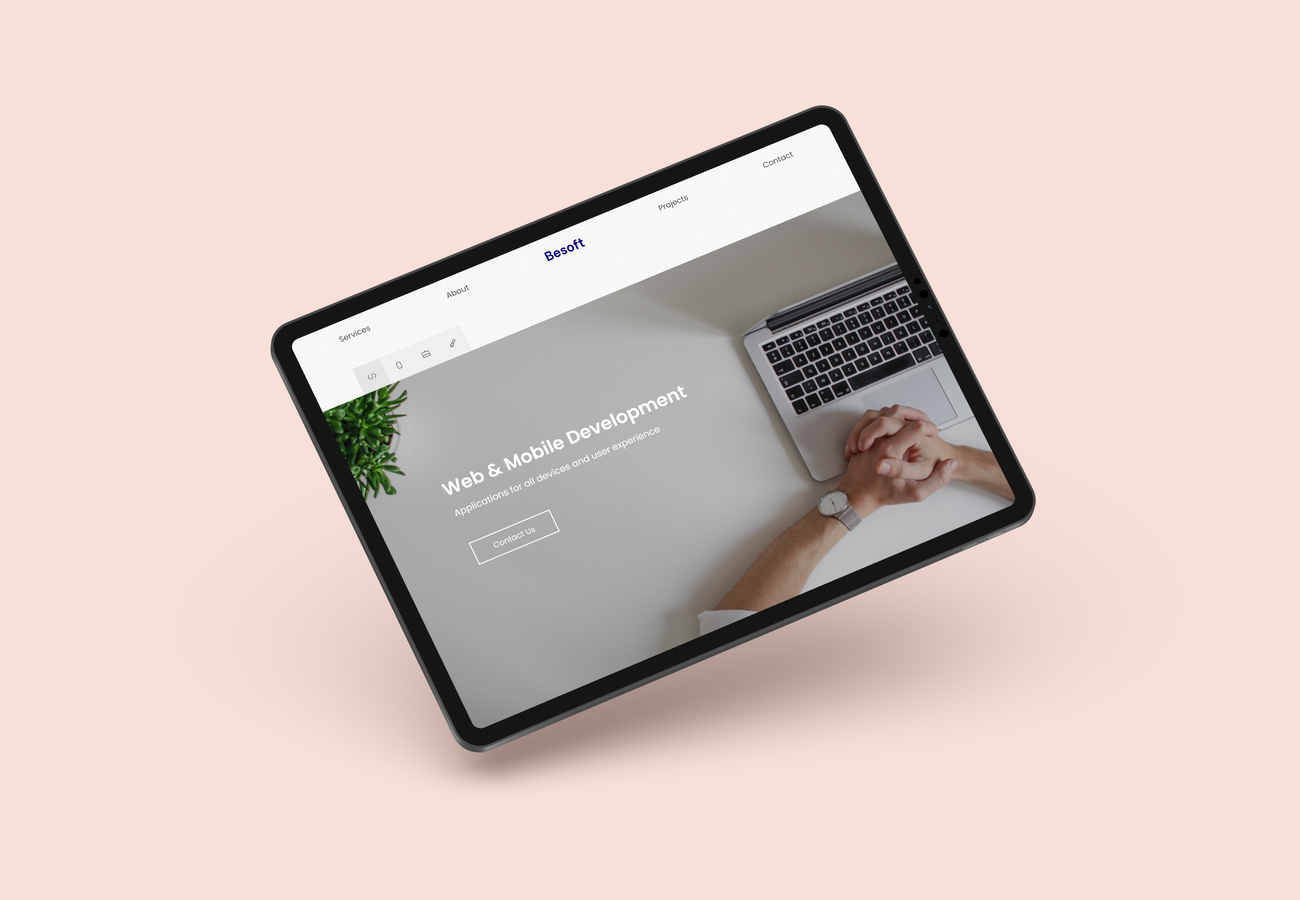 Services
About
Besoft
Projects
Contact
Web & Mobile Development
Applications for all devices and user experience
Contact Us